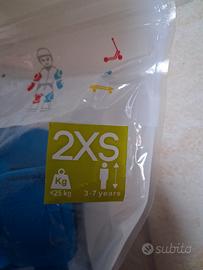 2XS
Kg
<25 kg
3-7 years
subito